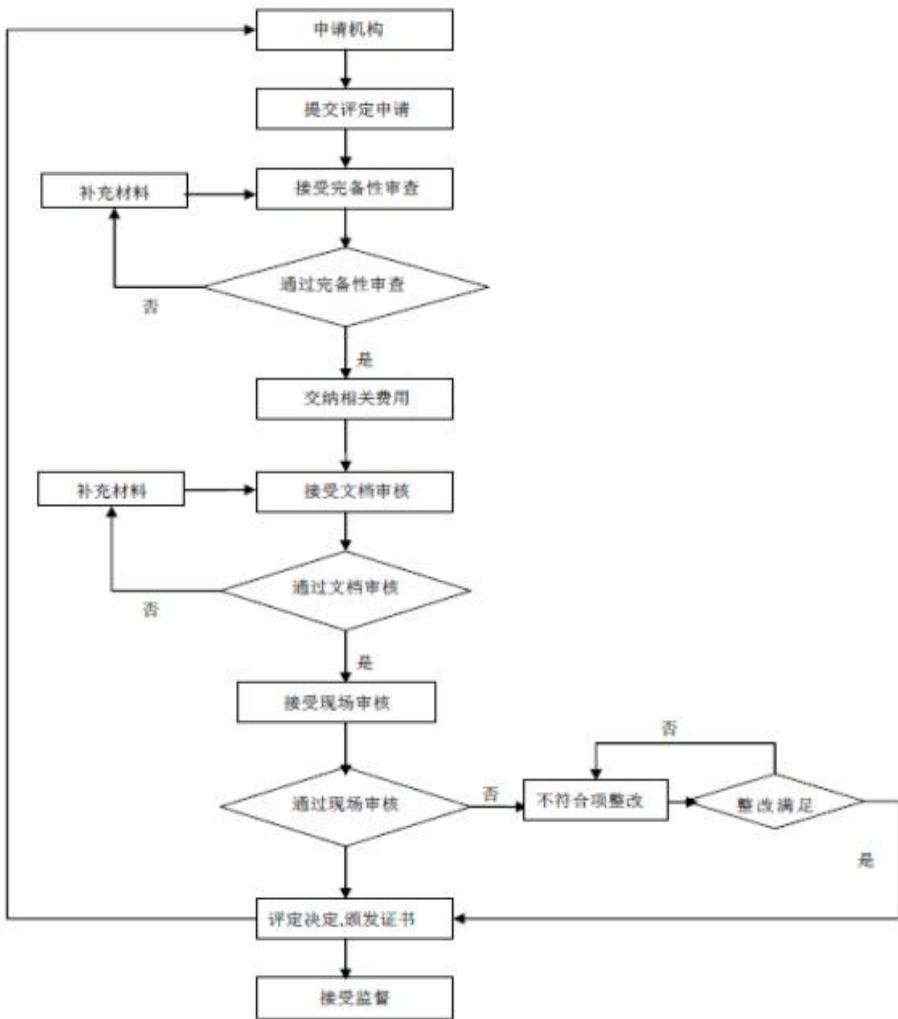 申请机构
提交评定申请
补充材料
接受完备性审查
通过完备性审查
否
是
交纳相关费用
补充材料
接受文档审核
通过文档审核
否
是
接受现场审核
否
通过现场审核
否
不符合项整改
整改满足
是
评定决定,颁发证书
接受监督